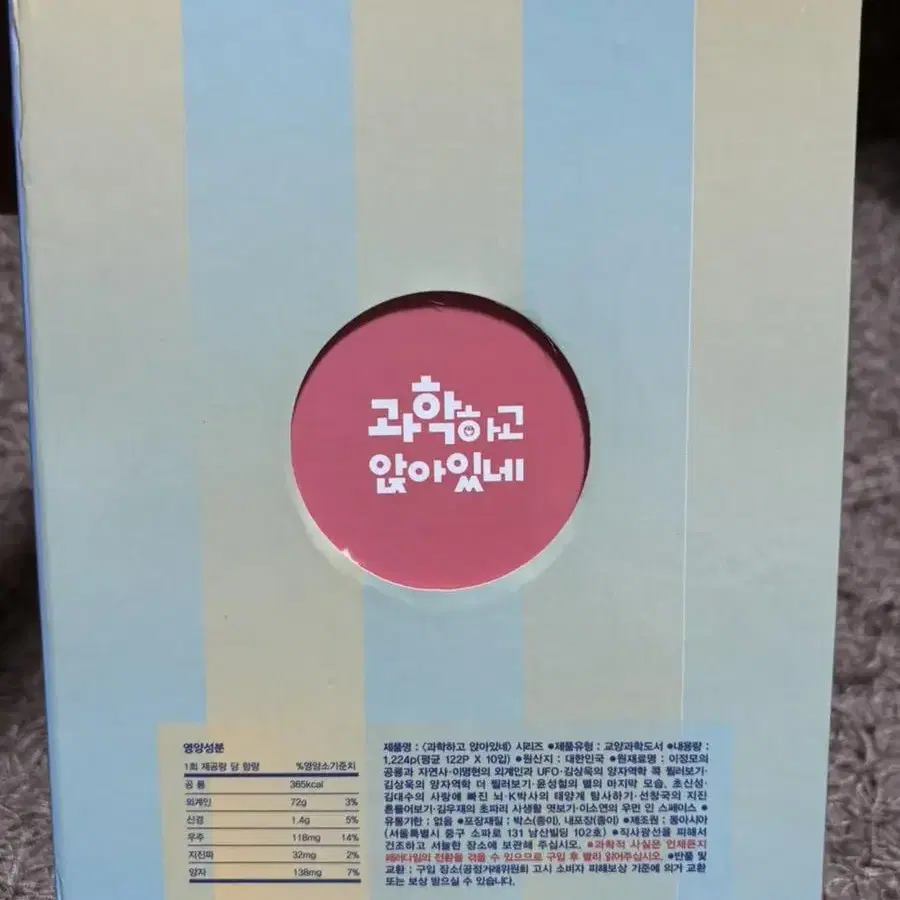 과학하고
앉아있네
영양성분
1회 제공량 당 함량 %영양소기준치
공 룡 365kcal
외계인 72g 3%
신경 1.4g 5%
우주 118mg 14%
지진파 32mg 2%
양자 138mg 7%
제품명 : <과학하고 앉아있네> 시리즈 ●제품유형 : 교양과학도서 ●내용량 :
1,224p(평균 122P X 10입) ●원산지 : 대한민국 ●원재료명 : 이정모의
공룡과 자연사·이명현의 외계인과 UFO·김상욱의 양자역학 콕 찔러보기·
김상욱의 양자역학 더 찔러보기·윤성철의 별의 마지막 모습, 초신성·
김대수의 사랑에 빠진 뇌·K박사의 태양계 탐사하기·선창국의 지진
흔들어보기·김우재의 초파리 사생활 엿보기·이소연의 우먼 인 스페이스 ●
유통기한 : 없음 ●포장재질 : 박스(종이), 내포장(종이) ●제조원 : 동아시아
(서울특별시 중구 소파로 131 남산빌딩 102호) ●직사광선을 피해서
건조하고 서늘한 장소에 보관해 주십시오. ●과학적 사실은 언제든지
패러다임의 전환을 겪을 수 있으므로 구입 후 빨리 읽어주십시오. ●반품 및
교환 : 구입 장소(공정거래위원회 고시 소비자 피해보상 기준에 의거 교환
또는 보상 받으실 수 있습니다.